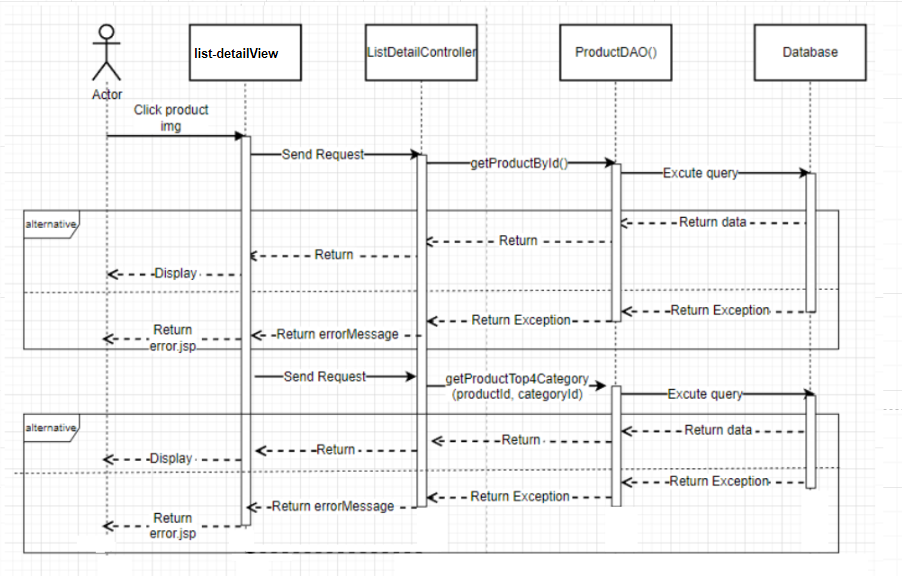 list-detailView
ListDetailController
ProductDAO()
Database
Actor
Click product
img
Send Request
getProductById()
Excute query
alternative
Return data
Return
Return
Display
Return Exception
Return Exception
Return errorMessage
Return
error.jsp
Send Request
getProductTop4Category
(productId, categoryId)
Excute query
alternative
Return data
Return
Return
Display
Return Exception
Return Exception
Return errorMessage
Return
error.jsp